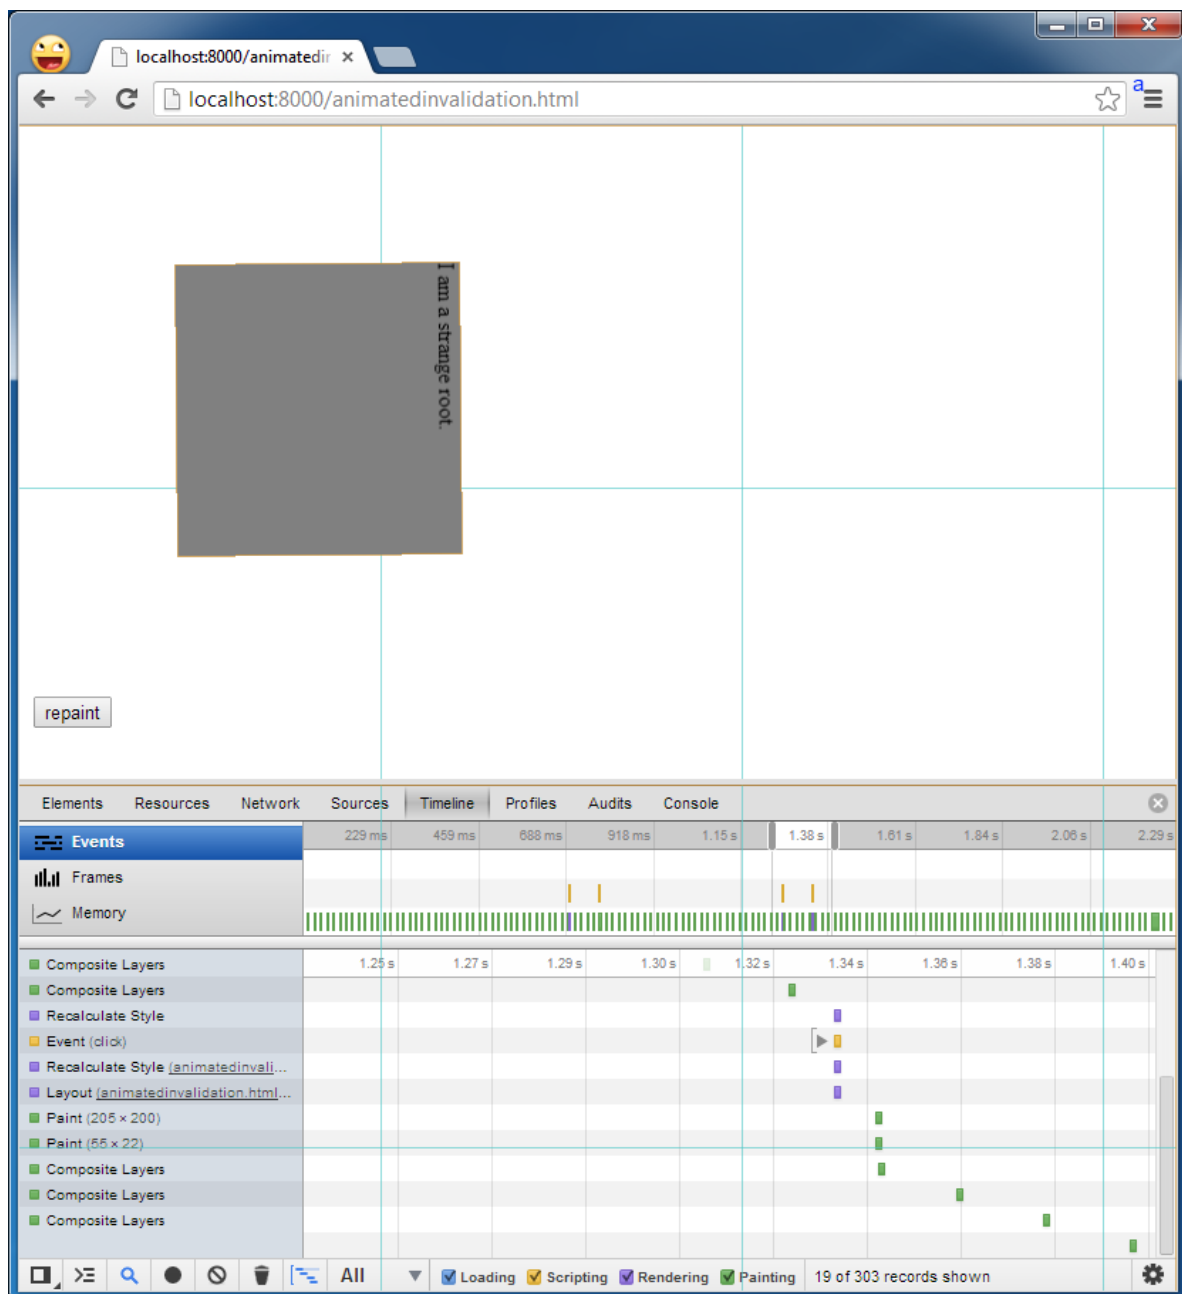 localhost:8000/animatedir
localhost:8000/animatedinvalidation.html
a
I am a strange root.
repaint
Elements Resources Network Sources Timeline Profiles Audits Console
Events
229 ms 459 ms 688 ms 918 ms 1.15 s 1.38 s 1.61 s 1.84 s 2.06 s 2.29 s
Frames
Memory
Composite Layers 1.25 s 1.27 s 1.29 s 1.30 s 1.32 s 1.34 s 1.36 s 1.38 s 1.40 s
Composite Layers
Recalculate Style
Event (click)
Recalculate Style (animatedinvali...
Layout (animatedinvalidation.html...
Paint (205 × 200)
Paint (55 × 22)
Composite Layers
Composite Layers
Composite Layers
All Loading Scripting Rendering Painting 19 of 303 records shown